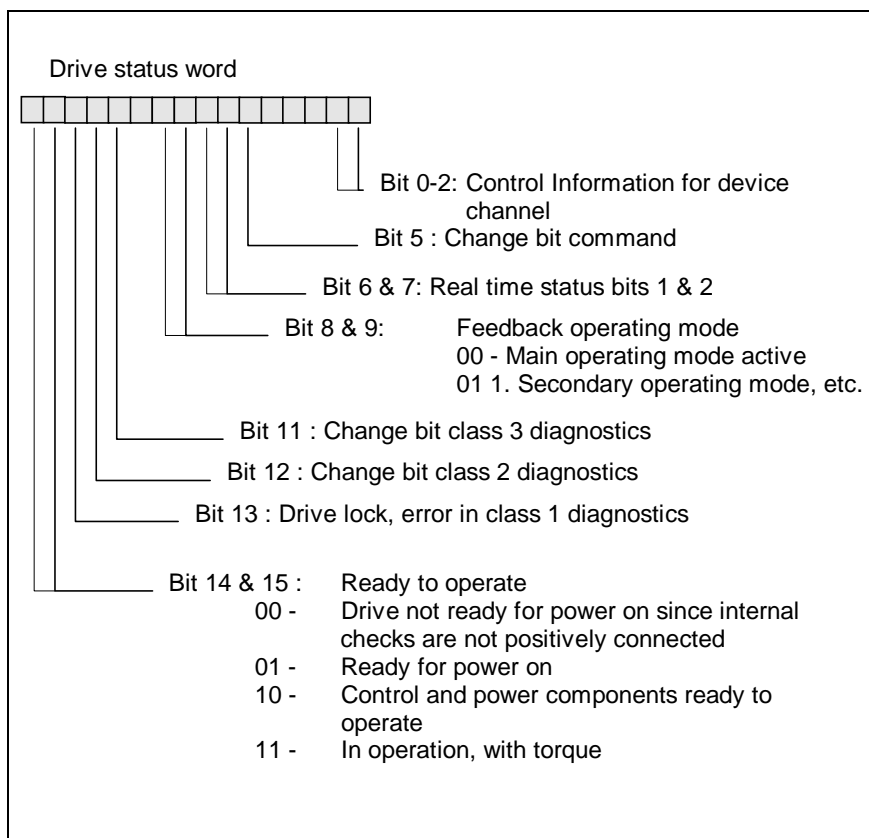 Drive status word
Bit 0-2: Control Information for device
channel
Bit 5 : Change bit command
Bit 6 & 7: Real time status bits 1 & 2
Bit 8 & 9: Feedback operating mode
00 - Main operating mode active
01 1. Secondary operating mode, etc.
Bit 11 : Change bit class 3 diagnostics
Bit 12 : Change bit class 2 diagnostics
Bit 13 : Drive lock, error in class 1 diagnostics
Bit 14 & 15 : Ready to operate
00 - Drive not ready for power on since internal
checks are not positively connected
01 - Ready for power on
10 - Control and power components ready to
operate
11 - In operation, with torque